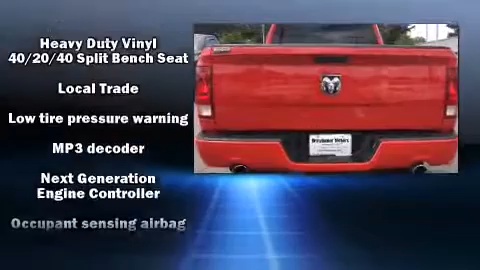 Heavy Duty Vinyl
40/20/40 Split Bench Seat
Local Trade
Low tire pressure warning
MP3 decoder
Next Generation
Engine Controller
Occupant sensing airbag